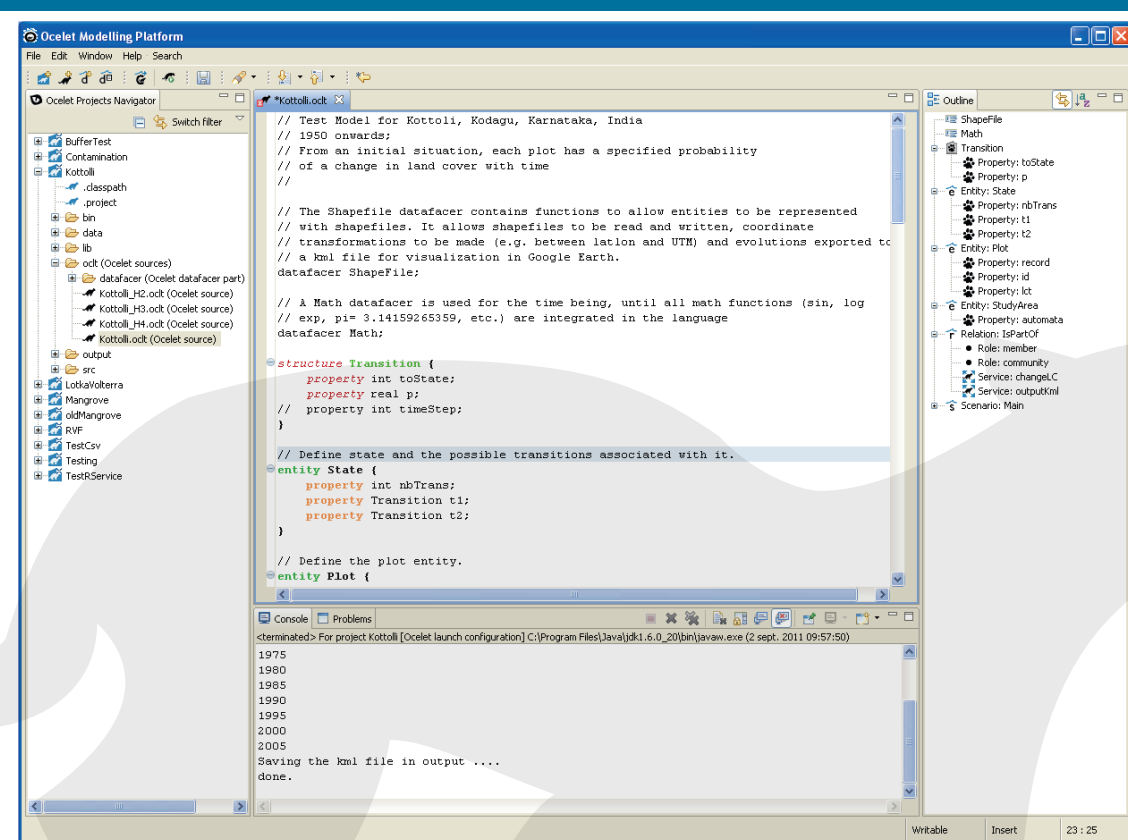 Ocelet Modelling Platform
File Edit Window Help Search
Ocelet Projects Navigator
Switch filter
BufferTest
Contamination
Kottoli
.classpath
.project
bin
data
lib
oclt (Ocelet sources)
datafacer (Ocelet datafacer part)
Kottolli_H2.oclt (Ocelet source)
Kottolli_H3.oclt (Ocelet source)
Kottolli_H4.oclt (Ocelet source)
Kottolli.oclt (Ocelet source)
output
src
LotkaVolterra
Mangrove
oldMangrove
RVF
TestCsv
Testing
TestRService
*Kottolli.oclt
// Test Model for Kottoli, Kodagu, Karnataka, India
// 1950 onwards;
// From an initial situation, each plot has a specified probability
// of a change in land cover with time
//
// The Shapefile datafacer contains functions to allow entities to be represented
// with shapefiles. It allows shapefiles to be read and written, coordinate
// transformations to be made (e.g. between latlon and UTM) and evolutions exported to
// a kml file for visualization in Google Earth.
datafacer ShapeFile;
// A Math datafacer is used for the time being, until all math functions (sin, log
// exp, pi= 3.14159265359, etc.) are integrated in the language
datafacer Math;
structure Transition {
property int toState;
property real p;
// property int timeStep;
}
// Define state and the possible transitions associated with it.
entity State {
property int nbTrans;
property Transition t1;
property Transition t2;
}
// Define the plot entity.
entity Plot {
Console Problems
<terminated> For project Kottoli [Ocelet launch configuration] C:\Program Files\Java\jdk1.6.0_20\bin\javaw.exe (2 sept. 2011 09:57:50)
1975
1980
1985
1990
1995
2000
2005
Saving the kml file in output ....
done.
Outline
ShapeFile
Math
Transition
Property: toState
Property: p
Entity: State
Property: nbTrans
Property: t1
Property: t2
Entity: Plot
Property: record
Property: id
Property: lct
Entity: StudyArea
Property: automata
Relation: IsPartOf
Role: member
Role: community
Service: changeLC
Service: outputKml
Scenario: Main
Writable Insert 23 : 25